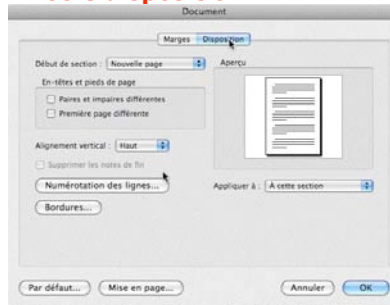 Document
Marges Disposition
Début de section : Nouvelle page
Aperçu
En-têtes et pieds de page
Paires et impaires différentes
Première page différente
Alignement vertical : Haut
Supprimer les notes de fin
Numérotation des lignes...
Appliquer à : À cette section
Bordures...
Par défaut... Mise en page... Annuler OK